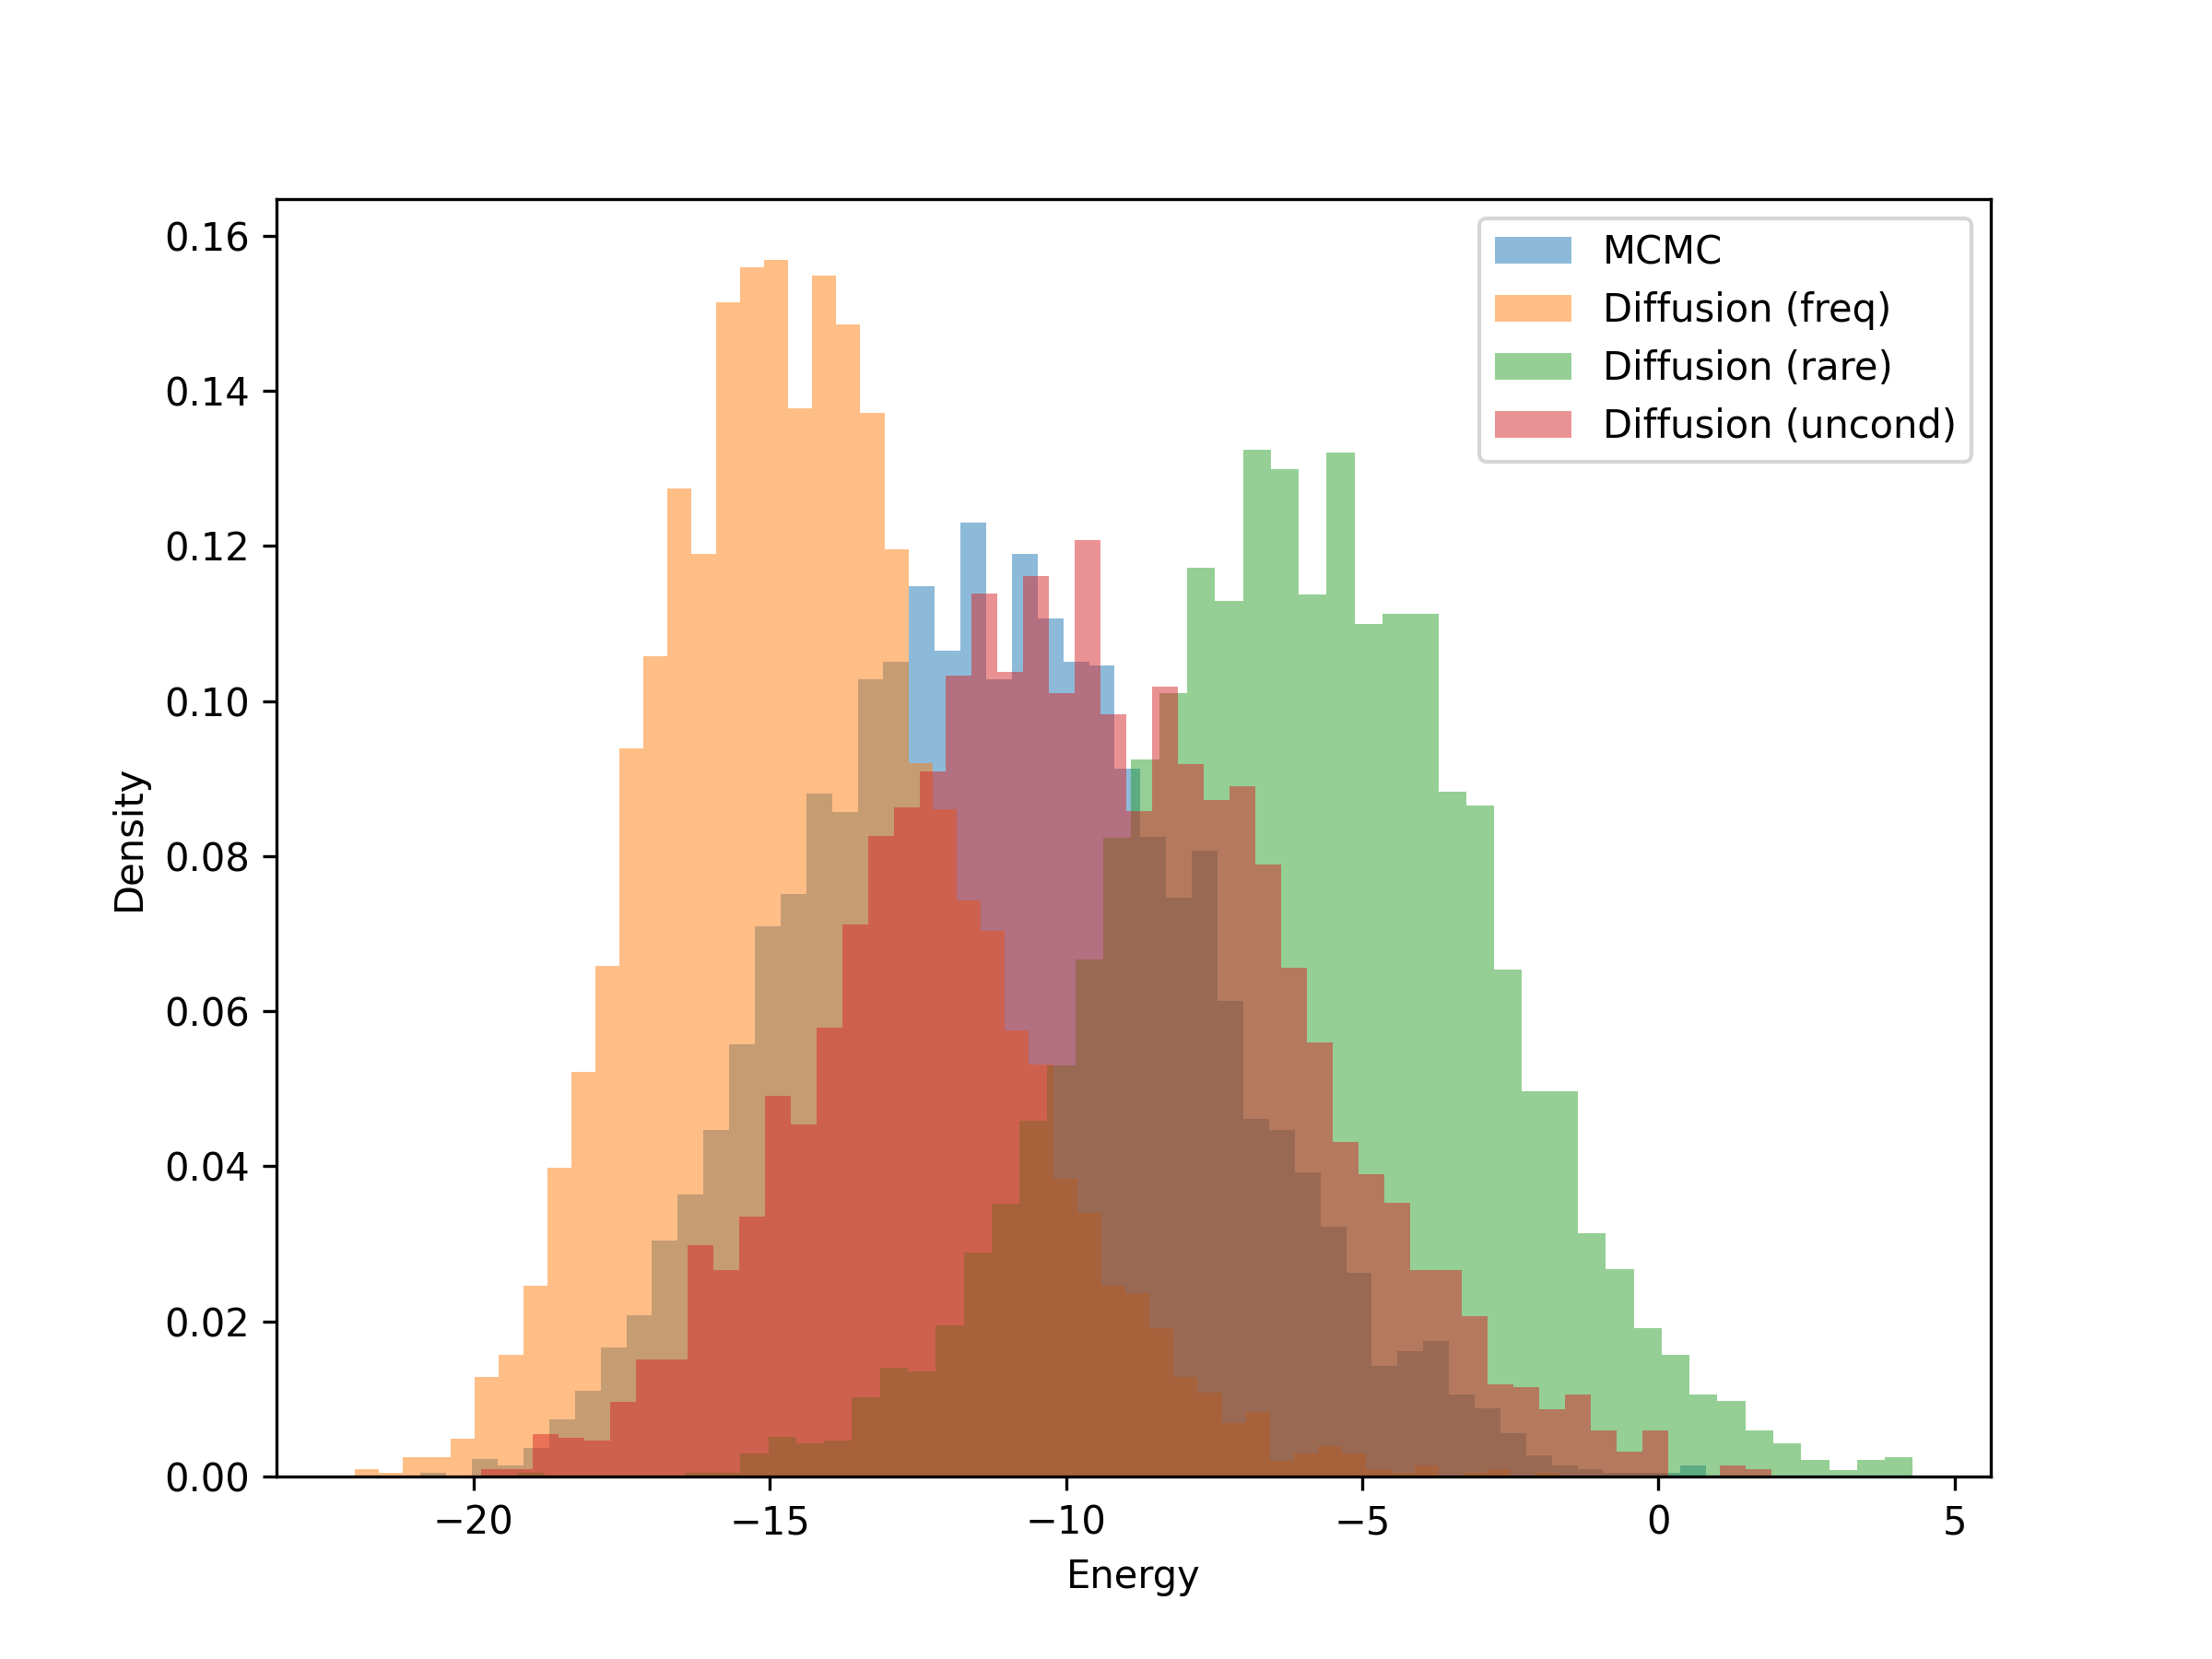 MCMC
Diffusion (freq)
Diffusion (rare)
Diffusion (uncond)
0.16
0.14
0.12
0.10
0.08
0.06
0.04
0.02
0.00
Density
−20 −15 −10 −5 0 5
Energy